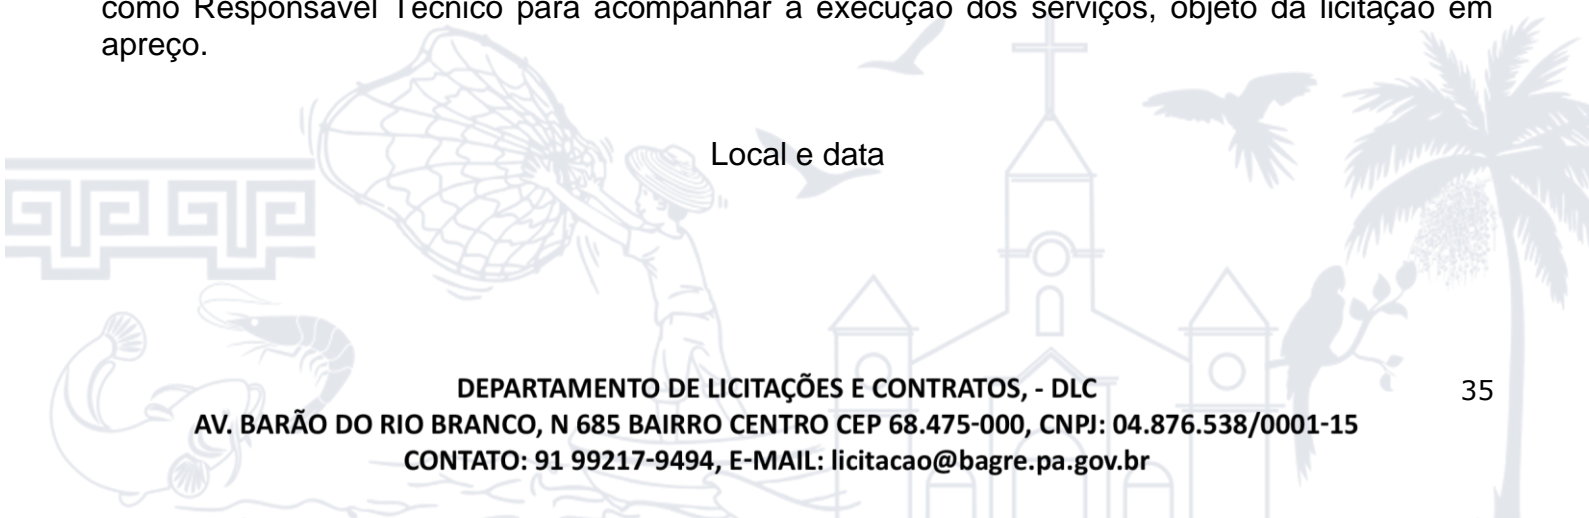 como Responsável Técnico para acompanhar a execução dos serviços, objeto da licitação em
apreço.
Local e data
DEPARTAMENTO DE LICITAÇÕES E CONTRATOS, - DLC
35
AV. BARÃO DO RIO BRANCO, N 685 BAIRRO CENTRO CEP 68.475-000, CNPJ: 04.876.538/0001-15
CONTATO: 91 99217-9494, E-MAIL: licitacao@bagre.pa.gov.br